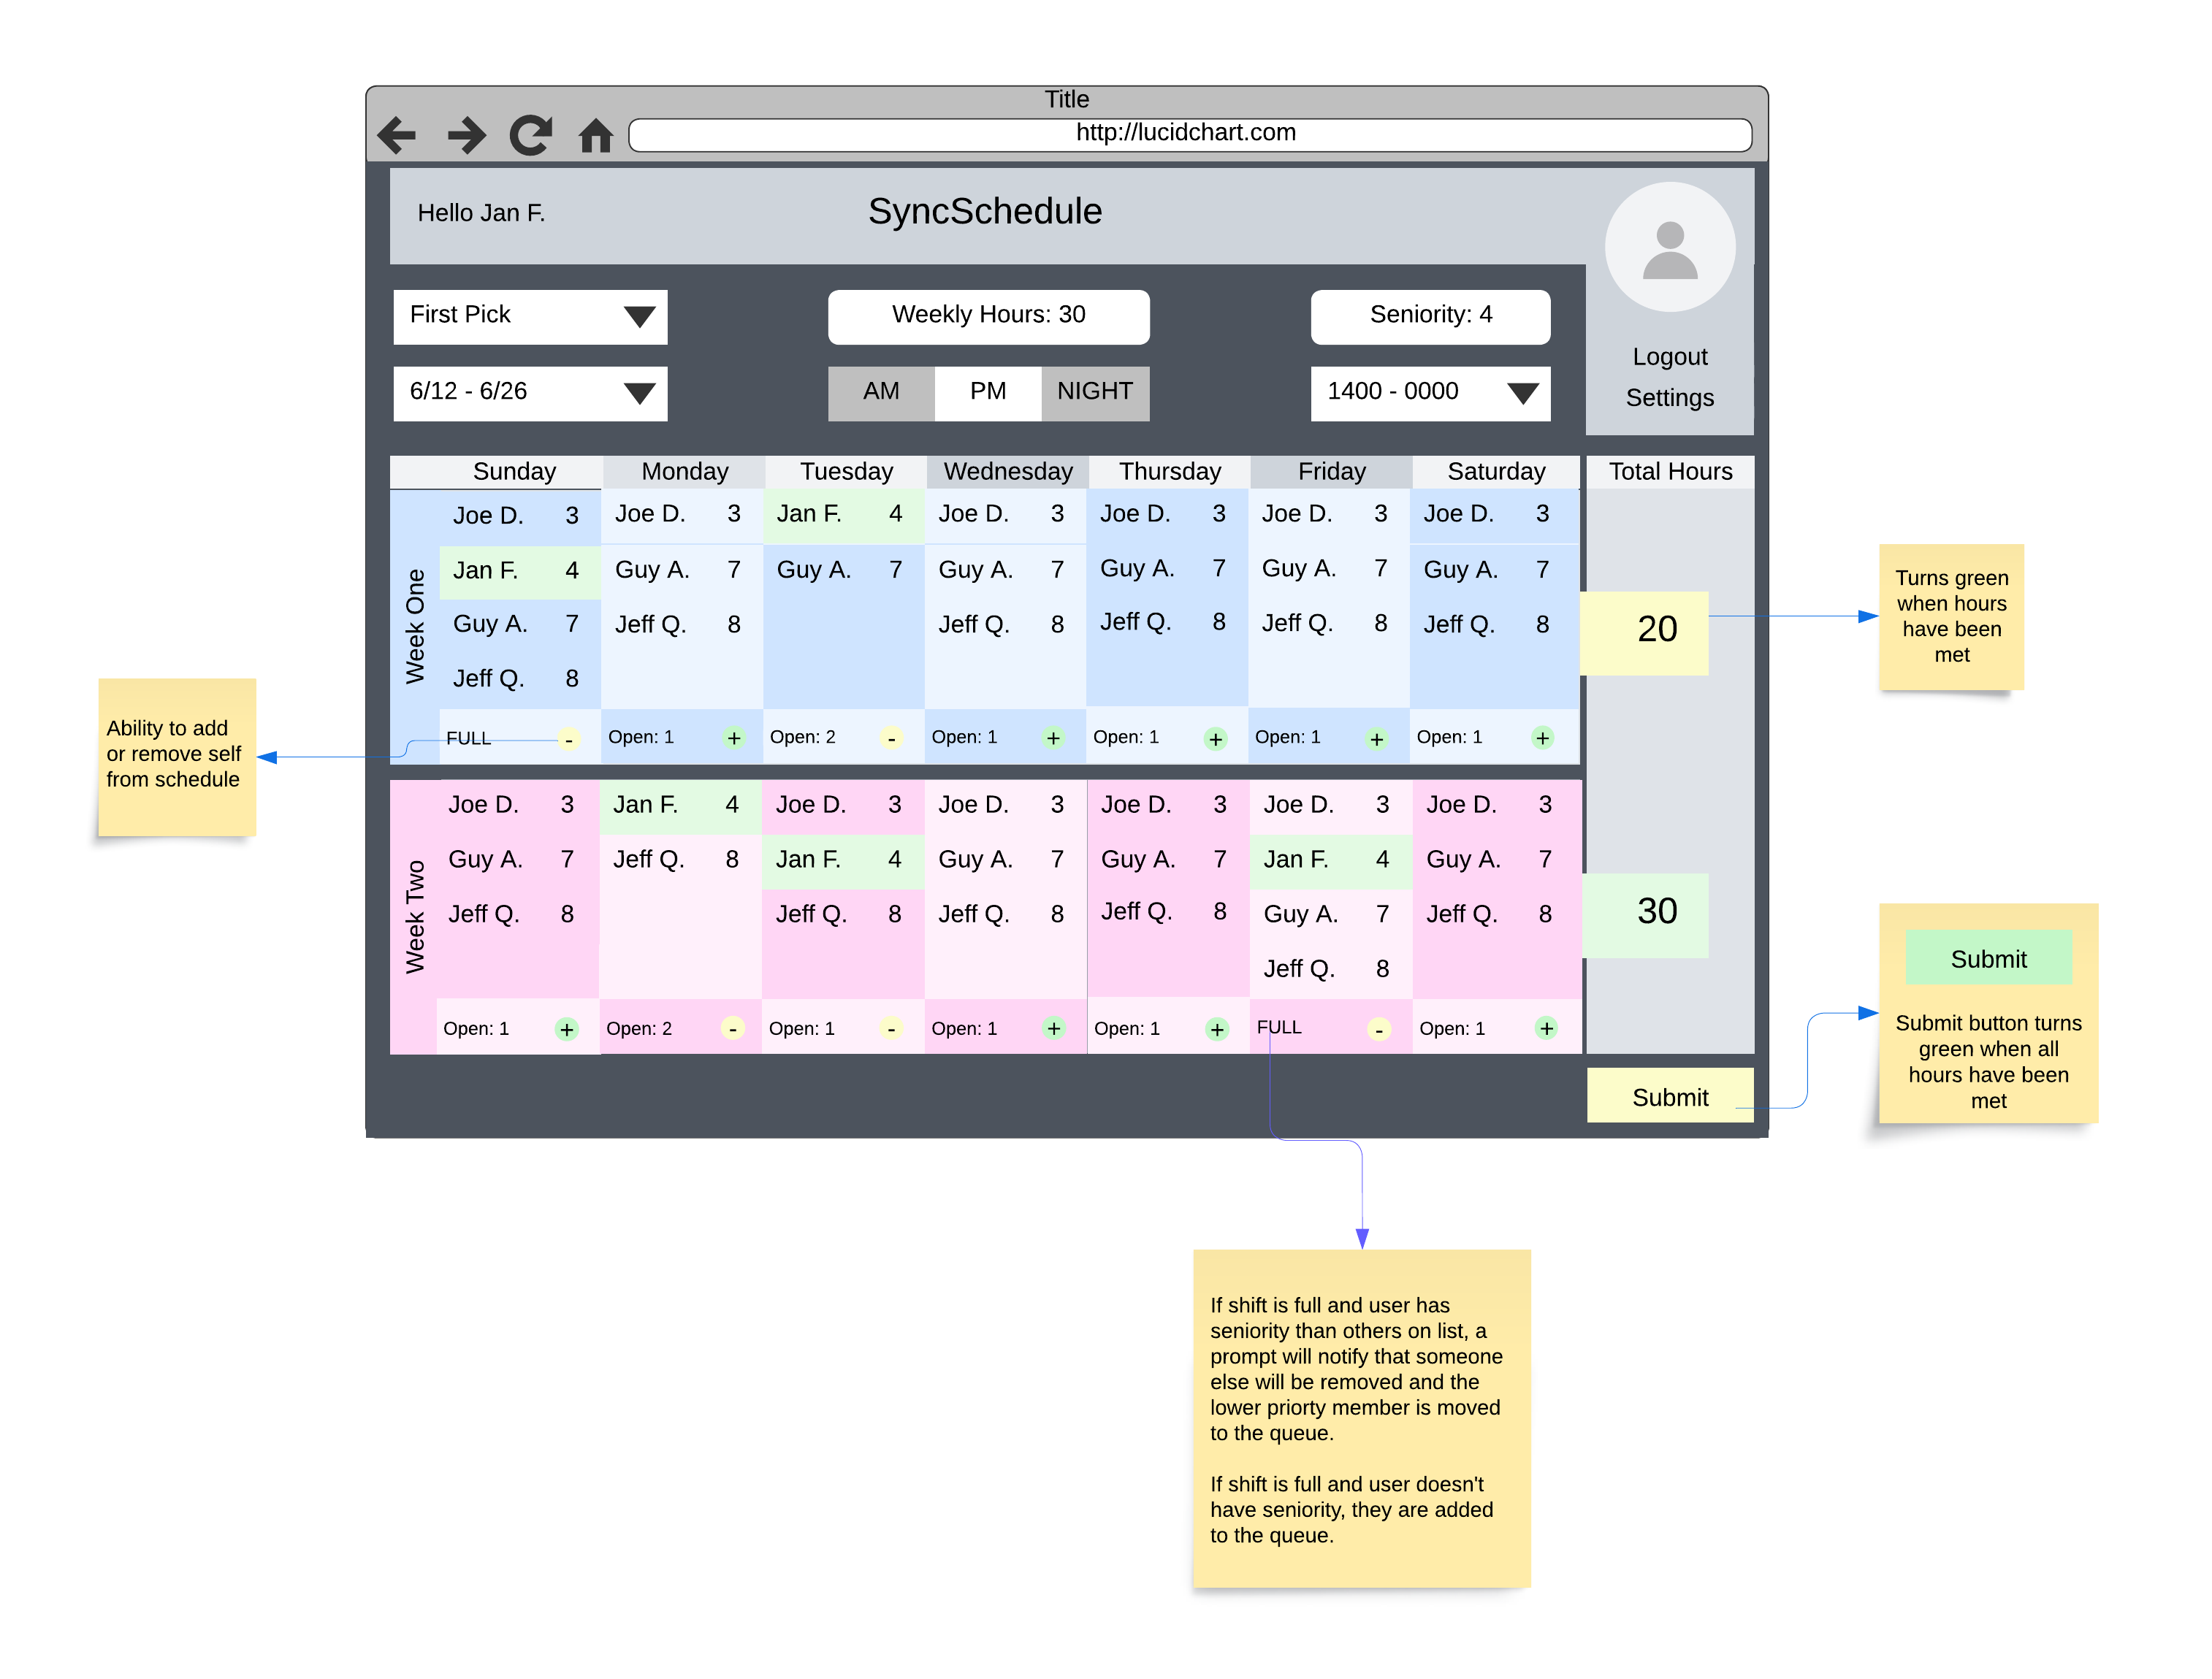 Title
http://lucidchart.com
Hello Jan F.
SyncSchedule
First Pick
Weekly Hours: 30
Seniority: 4
Logout
6/12 - 6/26
AM PM NIGHT
1400 - 0000
Settings
Sunday Monday Tuesday Wednesday Thursday Friday Saturday Total Hours
Week One
Joe D. 3 Joe D. 3 Jan F. 4 Joe D. 3 Joe D. 3 Joe D. 3 Joe D. 3
Jan F. 4 Guy A. 7 Guy A. 7 Guy A. 7 Guy A. 7 Guy A. 7 Guy A. 7
Guy A. 7 Jeff Q. 8 Jeff Q. 8 Jeff Q. 8 Jeff Q. 8 Jeff Q. 8
Jeff Q. 8
20
FULL - Open: 1 + Open: 2 - Open: 1 + Open: 1 + Open: 1 + Open: 1 +
Week Two
Joe D. 3 Jan F. 4 Joe D. 3 Joe D. 3 Joe D. 3 Joe D. 3 Joe D. 3
Guy A. 7 Jeff Q. 8 Jan F. 4 Guy A. 7 Guy A. 7 Jan F. 4 Guy A. 7
Jeff Q. 8 Jeff Q. 8 Jeff Q. 8 Jeff Q. 8 Guy A. 7 Jeff Q. 8
Jeff Q. 8
30
Open: 1 + Open: 2 - Open: 1 - Open: 1 + Open: 1 + FULL - Open: 1 +
Submit
Turns green
when hours
have been
met
Ability to add
or remove self
from schedule
Submit
Submit button turns
green when all
hours have been
met
If shift is full and user has
seniority than others on list, a
prompt will notify that someone
else will be removed and the
lower priorty member is moved
to the queue.
If shift is full and user doesn't
have seniority, they are added
to the queue.